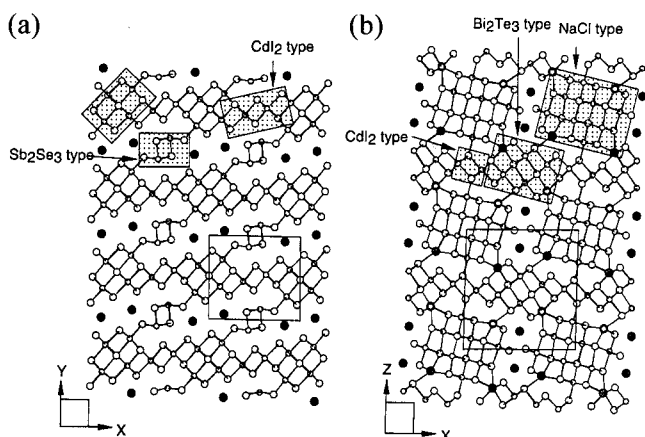 (a)
CdI₂ type
Sb₂Se₃ type
Y
X
(b)
Bi₂Te₃ type
NaCl type
CdI₂ type
Z
X